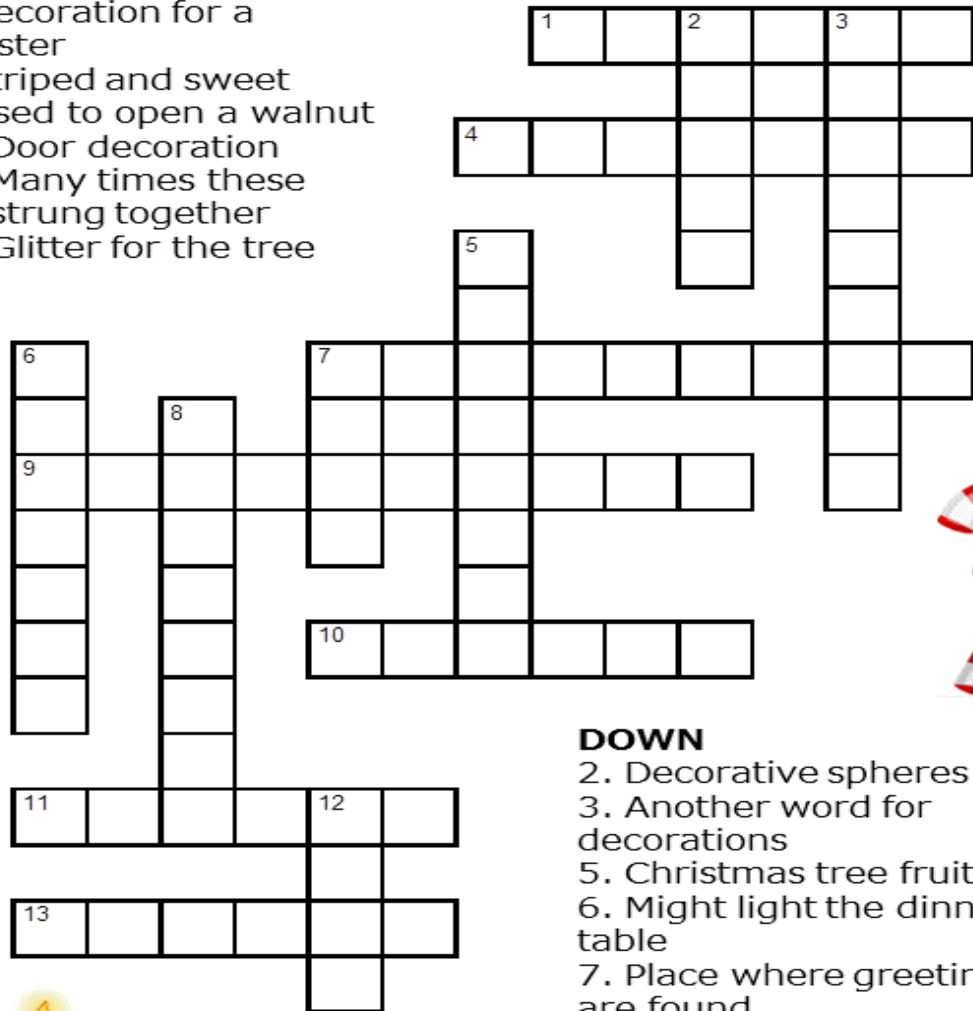 ecoration for a
ster
triped and sweet
sed to open a walnut
Door decoration
Many times these
strung together
Glitter for the tree
1 2 3
4
5
6 7
8
9
10
11 12
13
DOWN
2. Decorative spheres
3. Another word for
decorations
5. Christmas tree fruit
6. Might light the dinn
table
7. Place where greetin
are found